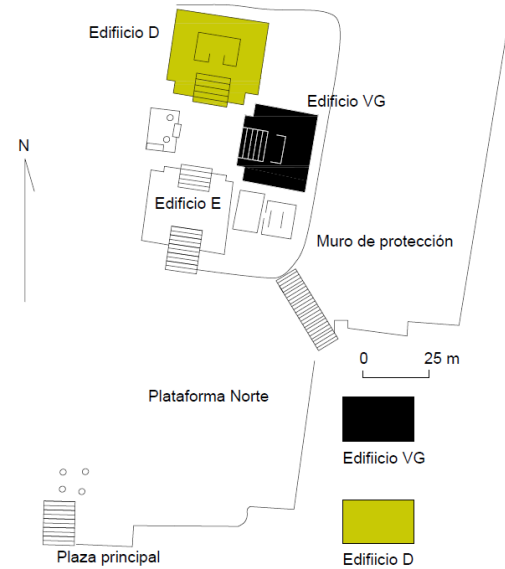 Edifiicio D
Edificio VG
N
Edificio E
Muro de protección
0 25 m
Plataforma Norte
Edifiicio VG
Plaza principal
Edifiicio D